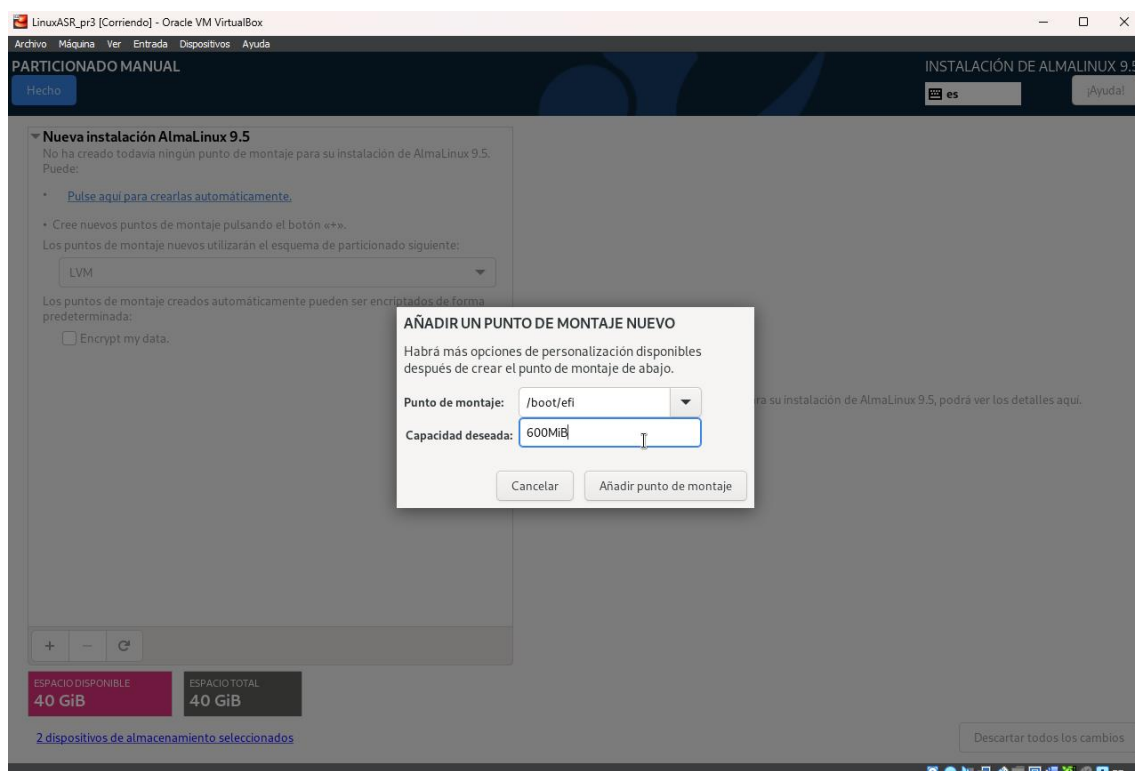 LinuxASR_pr3 [Corriendo] - Oracle VM VirtualBox
Archivo Máquina Ver Entrada Dispositivos Ayuda
PARTICIONADO MANUAL
INSTALACIÓN DE ALMALINUX 9.5
Hecho
es
¡Ayuda!
Nueva instalación AlmaLinux 9.5
No ha creado todavía ningún punto de montaje para su instalación de AlmaLinux 9.5.
Puede:
• Pulse aquí para crearlas automáticamente.
• Cree nuevos puntos de montaje pulsando el botón «+».
Los puntos de montaje nuevos utilizarán el esquema de particionado siguiente:
LVM
Los puntos de montaje creados automáticamente pueden ser encriptados de forma
predeterminada:
Encrypt my data.
AÑADIR UN PUNTO DE MONTAJE NUEVO
Habrá más opciones de personalización disponibles
después de crear el punto de montaje de abajo.
Punto de montaje: /boot/efi
ra su instalación de AlmaLinux 9.5, podrá ver los detalles aquí.
Capacidad deseada: 600MiB
Cancelar
Añadir punto de montaje
+ −
ESPACIO DISPONIBLE
40 GiB
ESPACIO TOTAL
40 GiB
2 dispositivos de almacenamiento seleccionados
Descartar todos los cambios